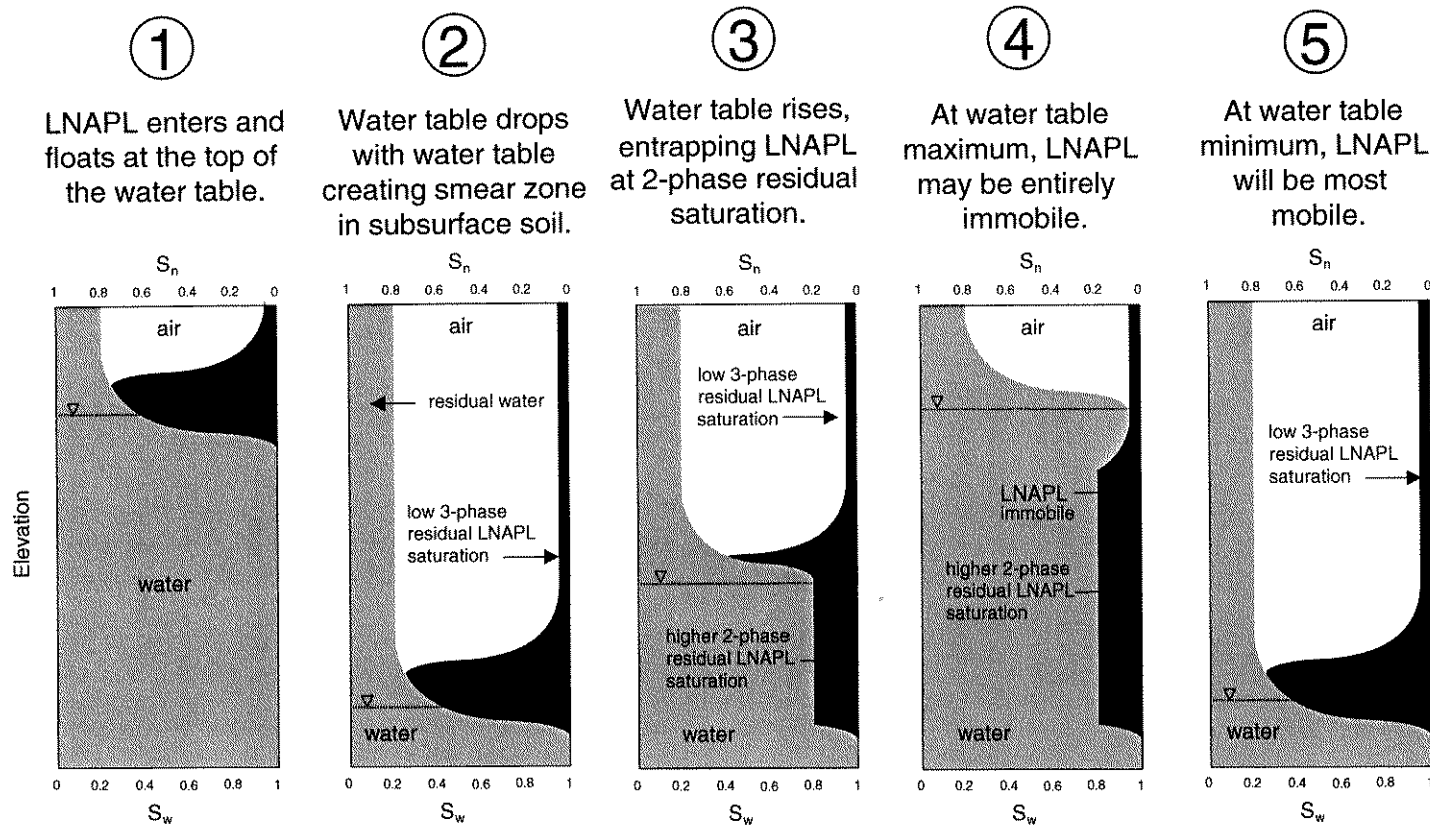 1
LNAPL enters and
floats at the top of
the water table.
S_n
1 0.8 0.6 0.4 0.2 0
air
water
Elevation
0 0.2 0.4 0.6 0.8 1
S_w
2
Water table drops
with water table
creating smear zone
in subsurface soil.
S_n
1 0.8 0.6 0.4 0.2 0
air
residual water
low 3-phase
residual LNAPL
saturation
water
0 0.2 0.4 0.6 0.8 1
S_w
3
Water table rises,
entrapping LNAPL
at 2-phase residual
saturation.
S_n
1 0.8 0.6 0.4 0.2 0
air
low 3-phase
residual LNAPL
saturation
higher 2-phase
residual LNAPL
saturation
water
0 0.2 0.4 0.6 0.8 1
S_w
4
At water table
maximum, LNAPL
may be entirely
immobile.
S_n
1 0.8 0.6 0.4 0.2 0
air
LNAPL
immobile
higher 2-phase
residual LNAPL
saturation
water
0 0.2 0.4 0.6 0.8 1
S_w
5
At water table
minimum, LNAPL
will be most
mobile.
S_n
1 0.8 0.6 0.4 0.2 0
air
low 3-phase
residual LNAPL
saturation
water
0 0.2 0.4 0.6 0.8 1
S_w